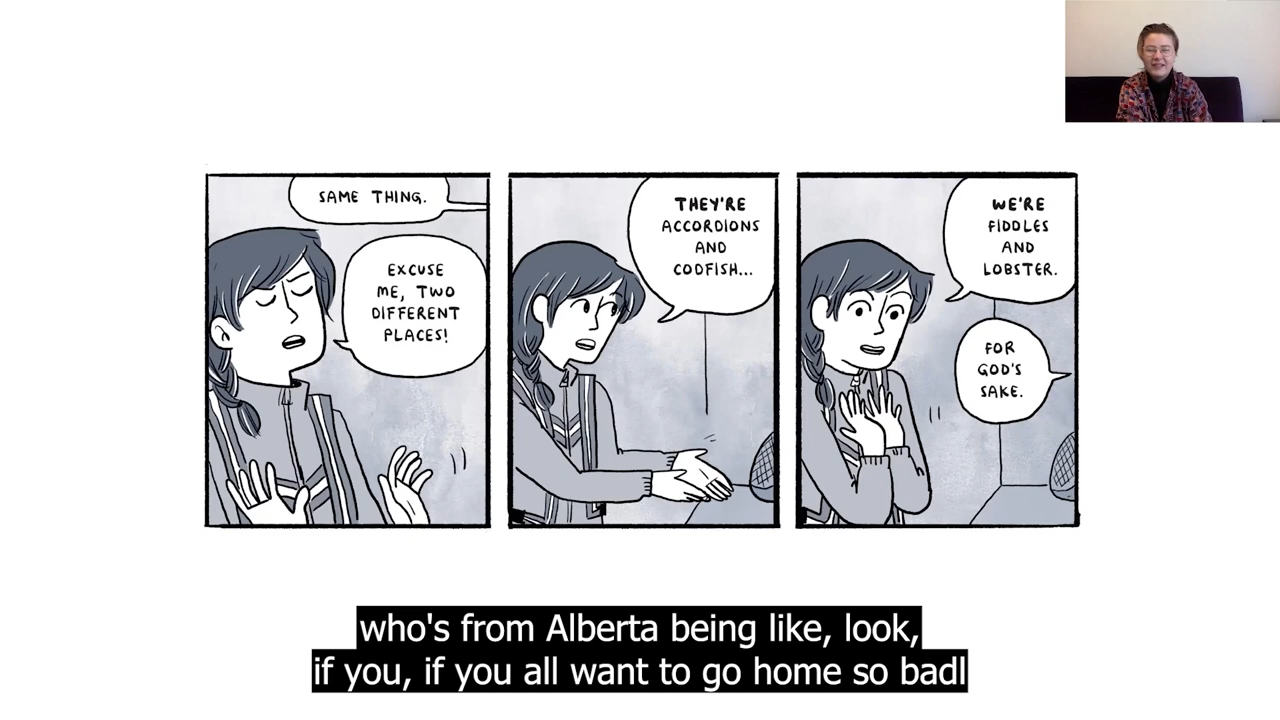 SAME THING.
EXCUSE
ME, TWO
DIFFERENT
PLACES!
THEY'RE
ACCORDIONS
AND
CODFISH...
WE'RE
FIDDLES
AND
LOBSTER.
FOR
GOD'S
SAKE.
who's from Alberta being like, look,
if you, if you all want to go home so badl